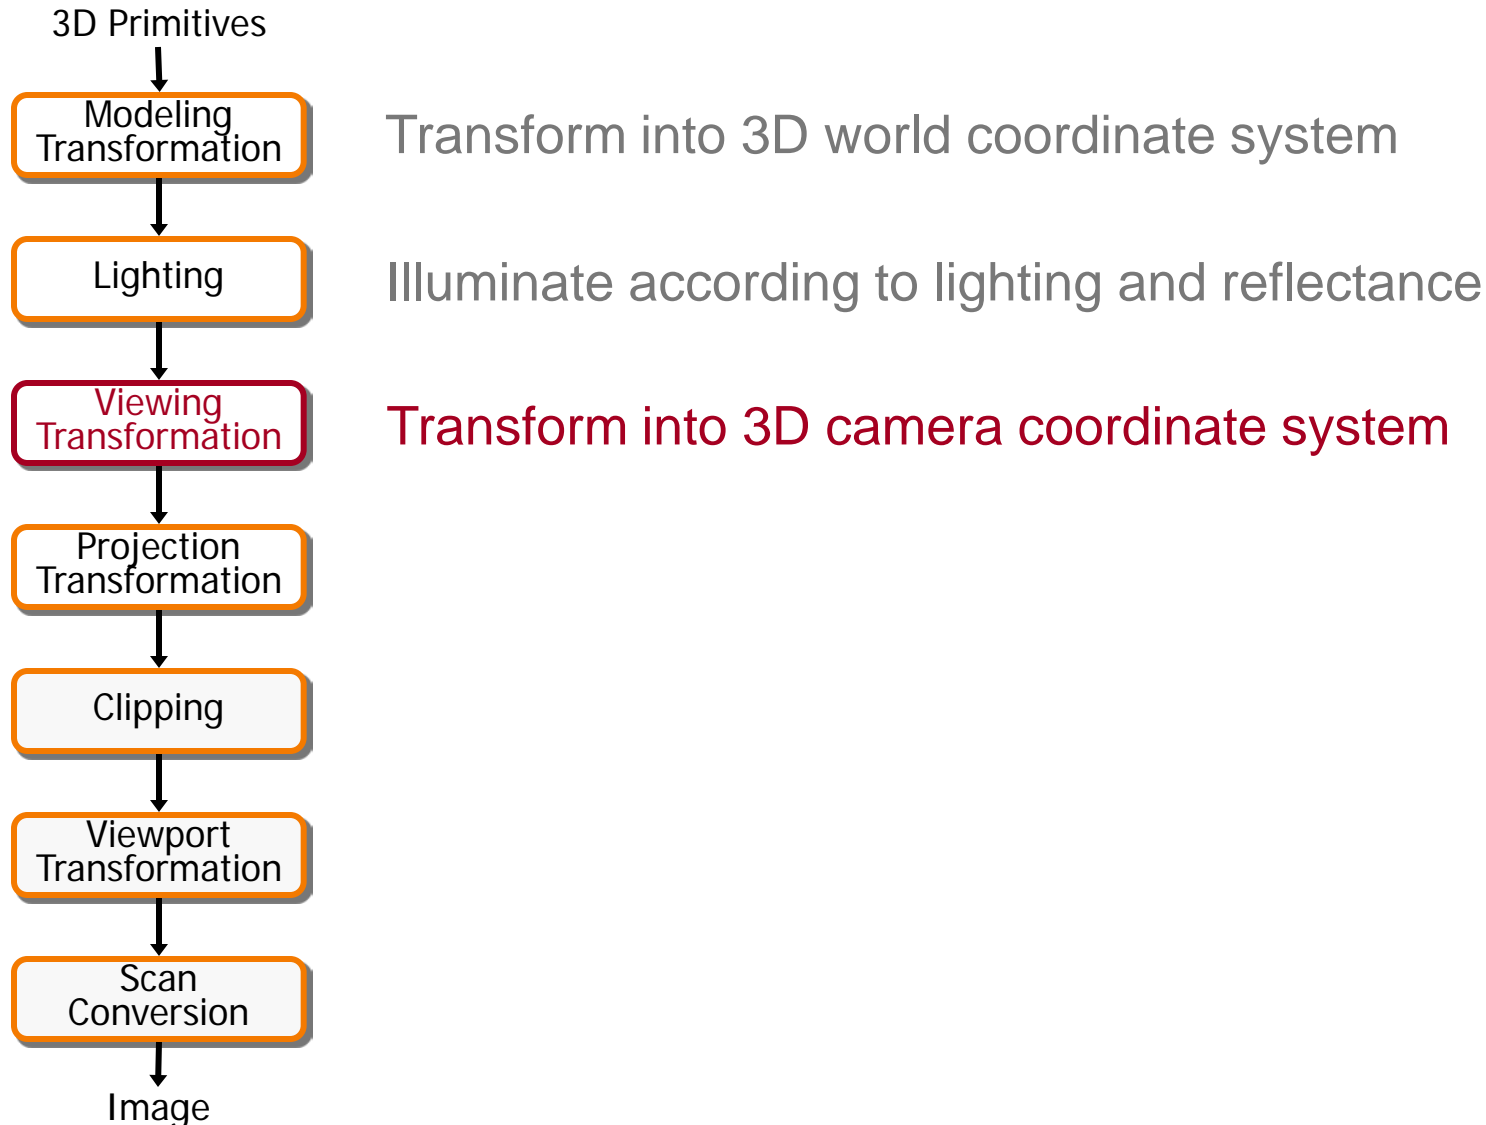 3D Primitives
Modeling
Transformation
Transform into 3D world coordinate system
Lighting
Illuminate according to lighting and reflectance
Viewing
Transformation
Transform into 3D camera coordinate system
Projection
Transformation
Clipping
Viewport
Transformation
Scan
Conversion
Image